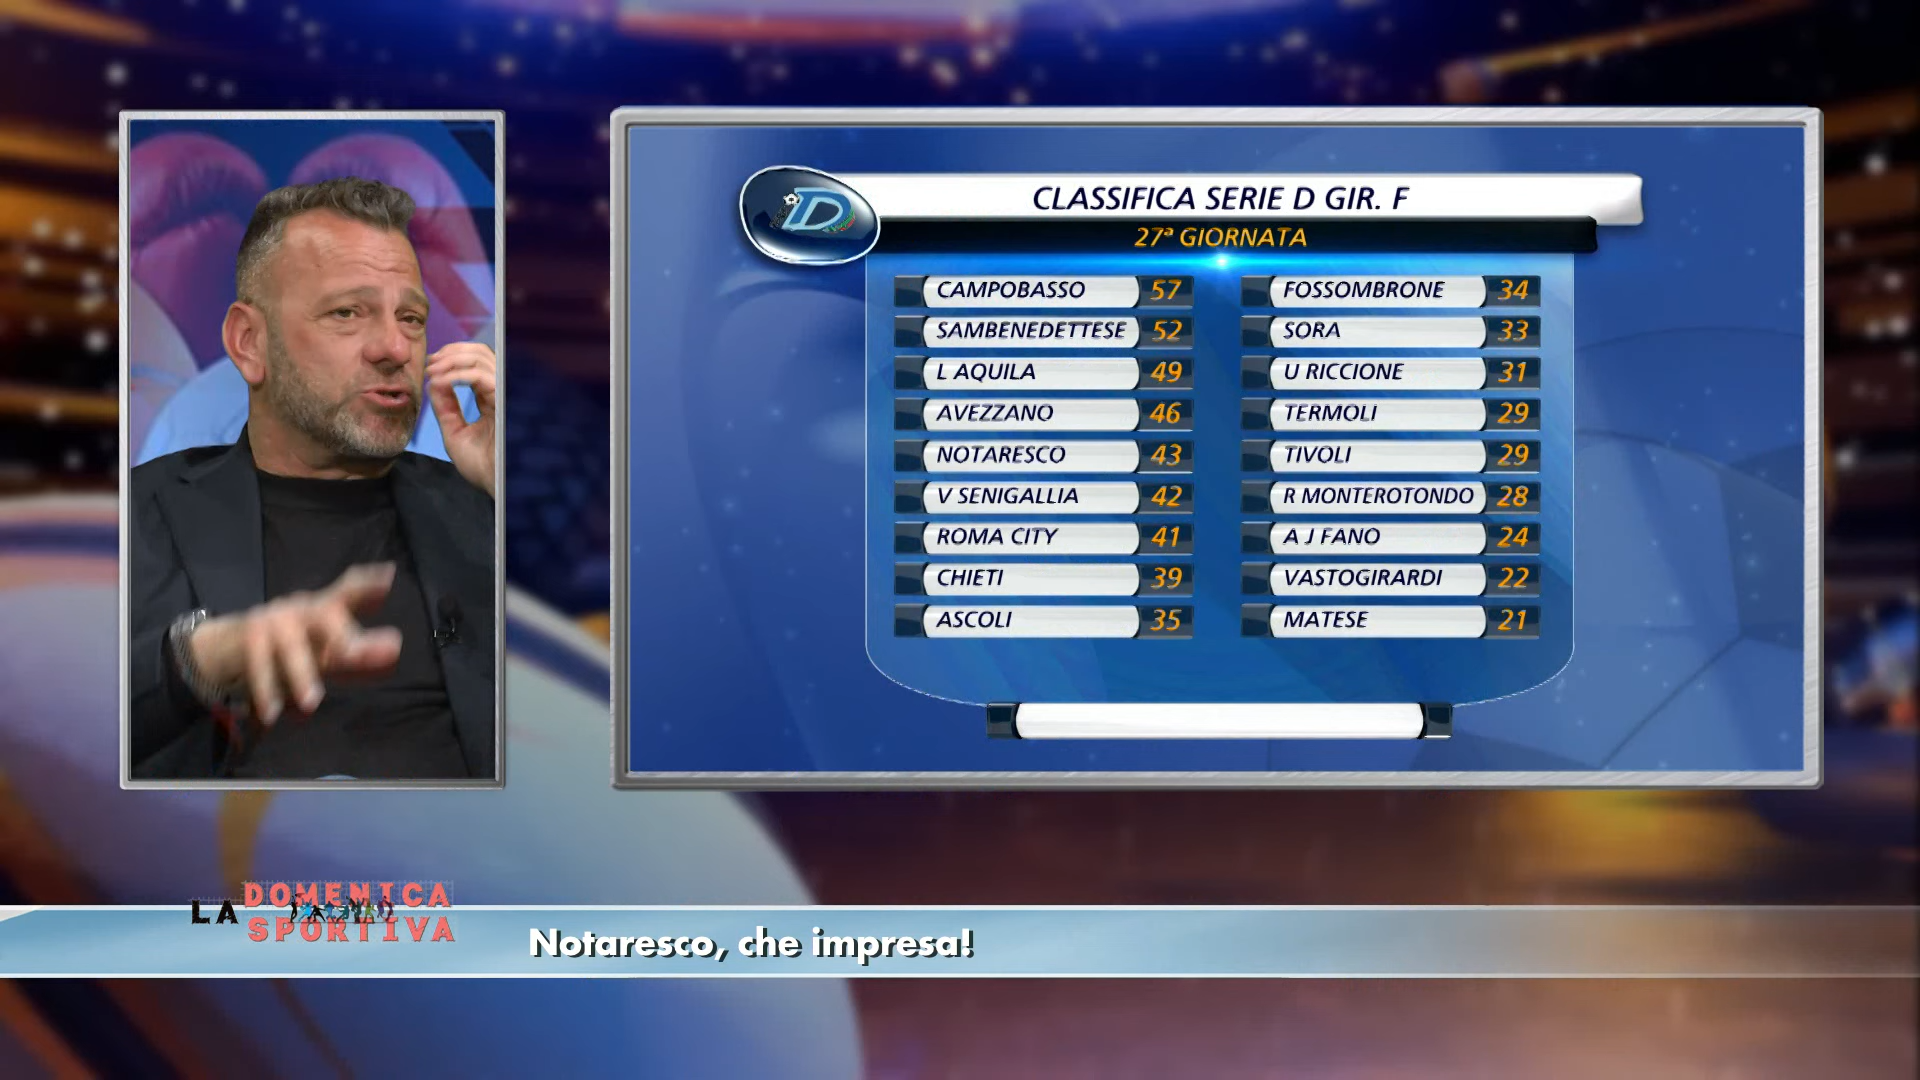 CLASSIFICA SERIE D GIR. F
27ª GIORNATA
CAMPOBASSO 57
SAMBENEDETTESE 52
L AQUILA 49
AVEZZANO 46
NOTARESCO 43
V SENIGALLIA 42
ROMA CITY 41
CHIETI 39
ASCOLI 35
FOSSOMBRONE 34
SORA 33
U RICCIONE 31
TERMOLI 29
TIVOLI 29
R MONTEROTONDO 28
A J FANO 24
VASTOGIRARDI 22
MATESE 21
D
LA DOMENICA
SPORTIVA
Notaresco, che impresa!